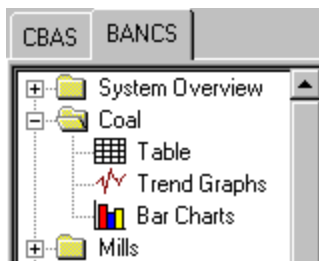 CBAS BANCS
System Overview
Coal
Table
Trend Graphs
Bar Charts
Mills